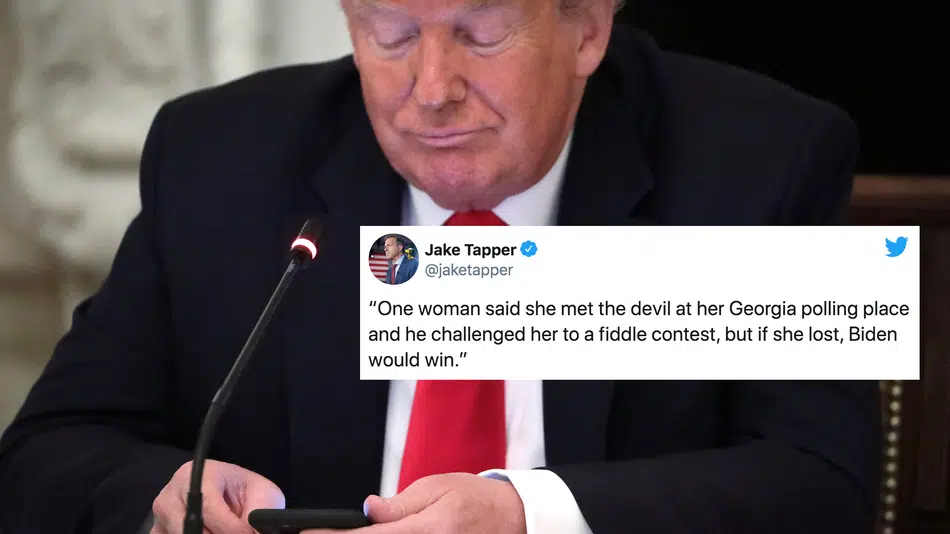 Jake Tapper
@jaketapper
“One woman said she met the devil at her Georgia polling place
and he challenged her to a fiddle contest, but if she lost, Biden
would win.”